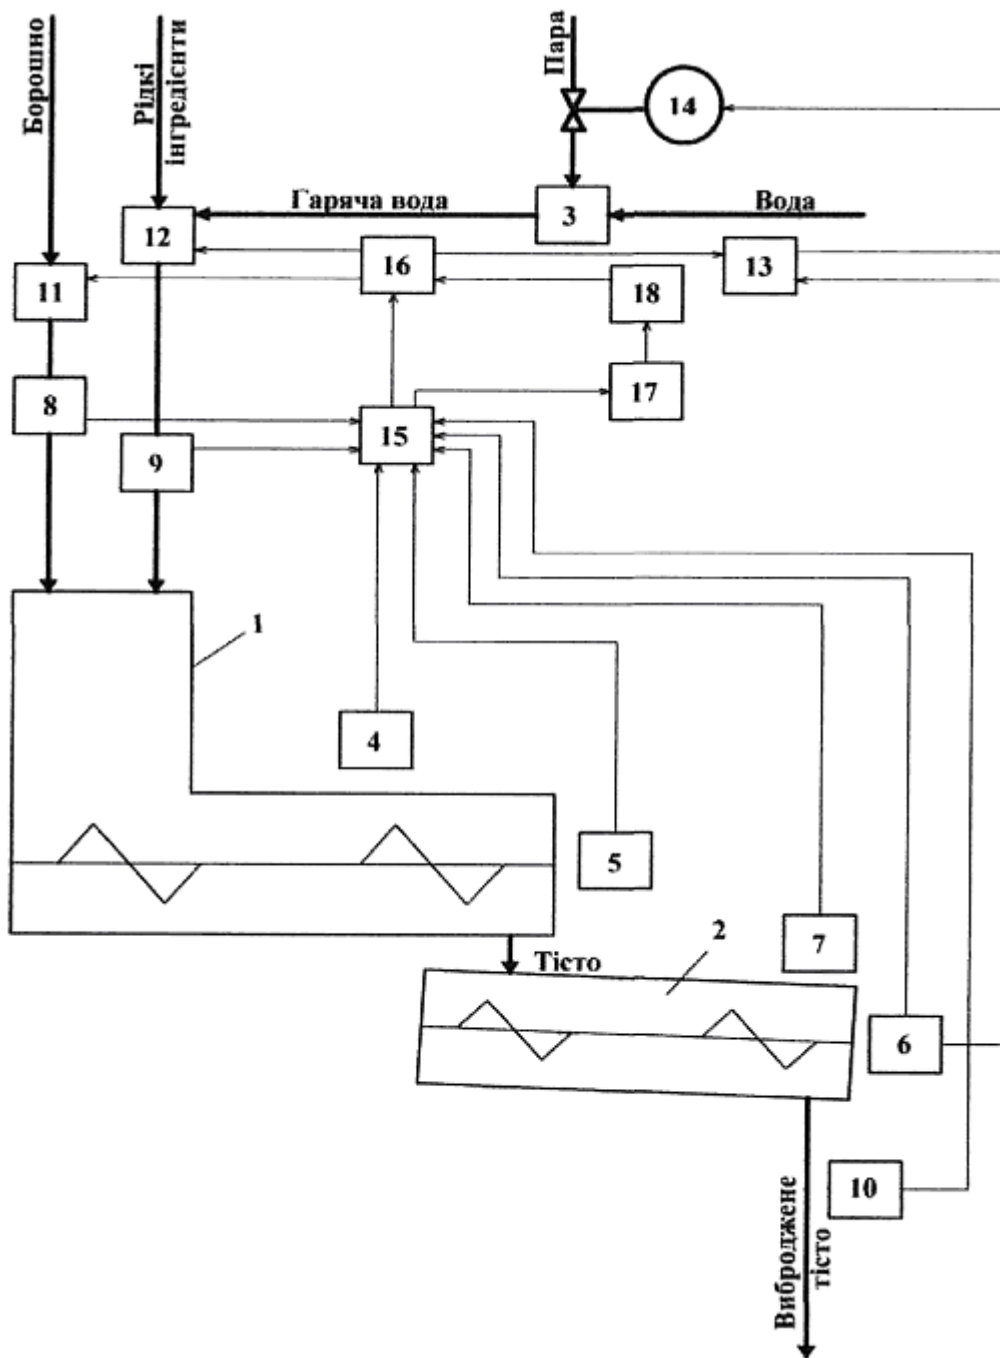 Борошно
Рідкі
інгредієнти
Пара
14
12
Гаряча вода
3
Вода
11
16
18
13
8
9
15
17
1
4
5
7
2
Тісто
6
10
Виброджене
тісто